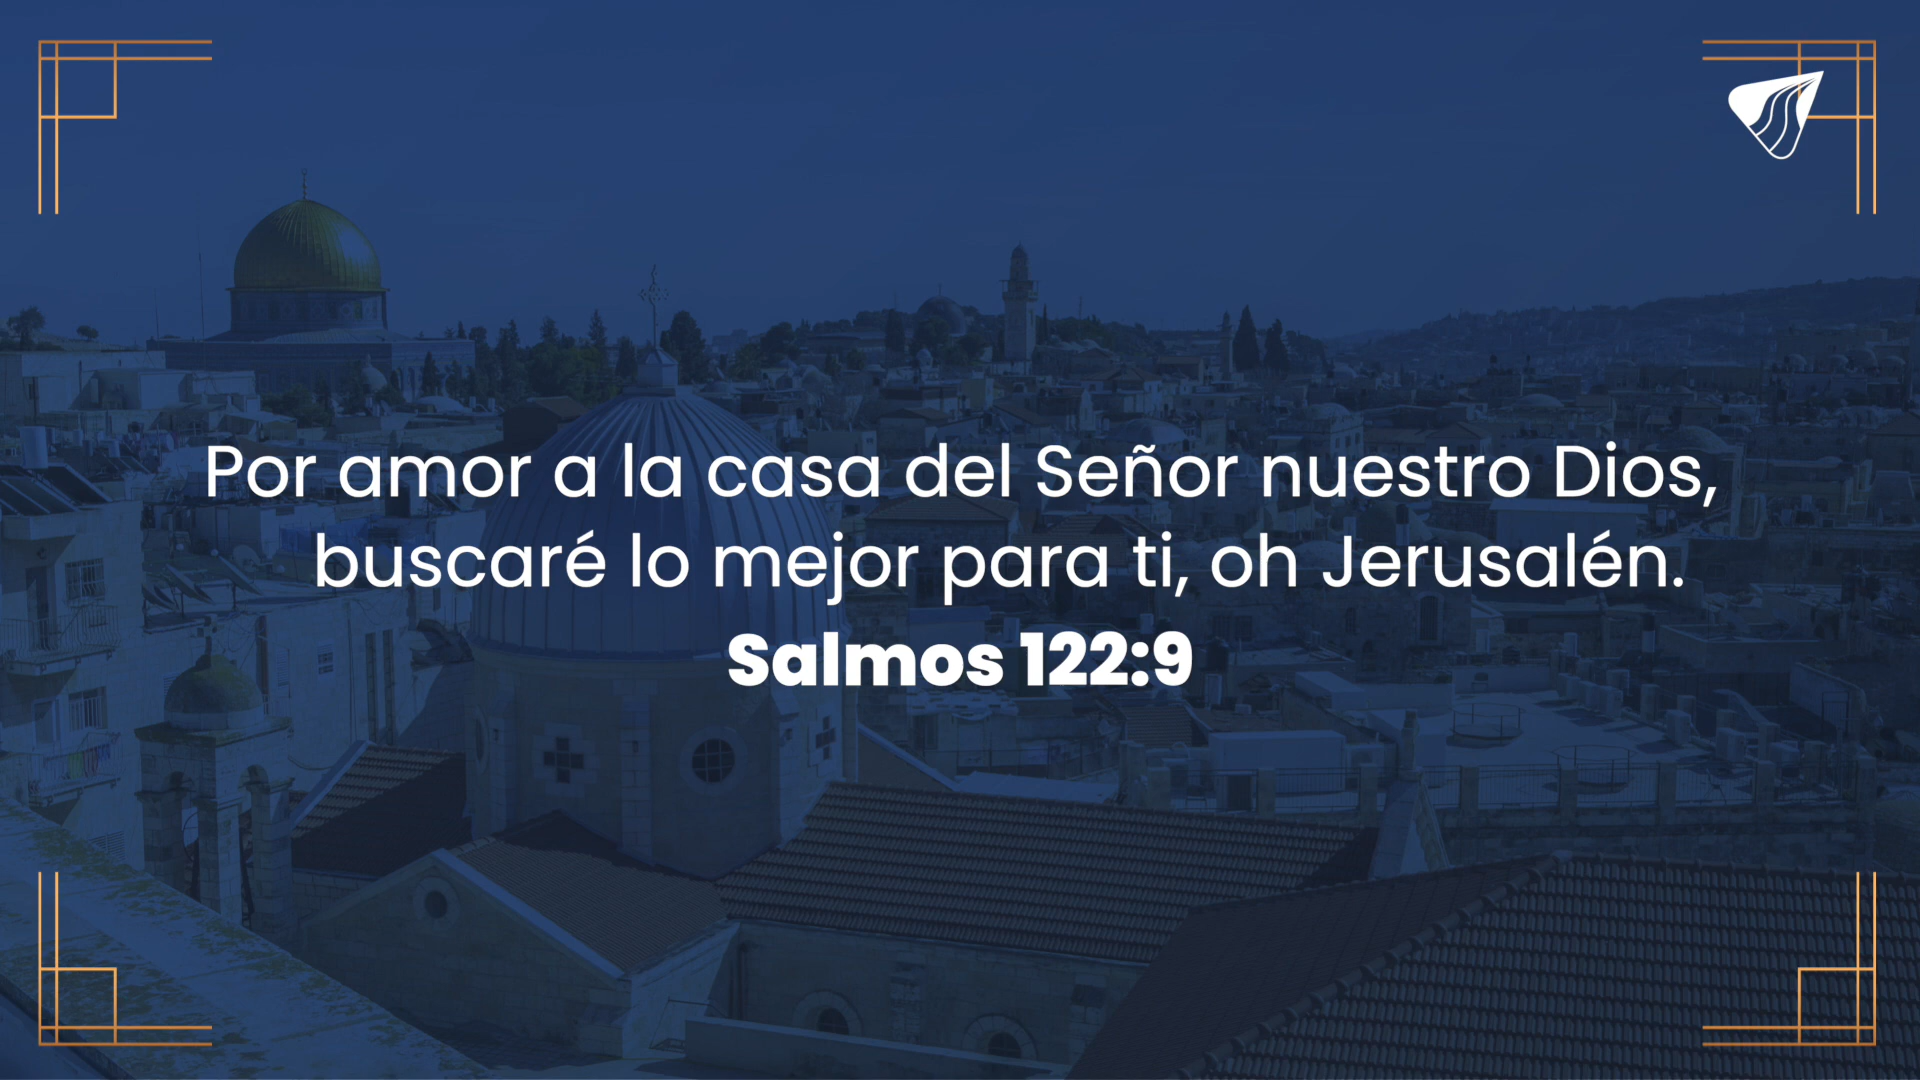 Por amor a la casa del Señor nuestro Dios,
buscaré lo mejor para ti, oh Jerusalén.
Salmos 122:9